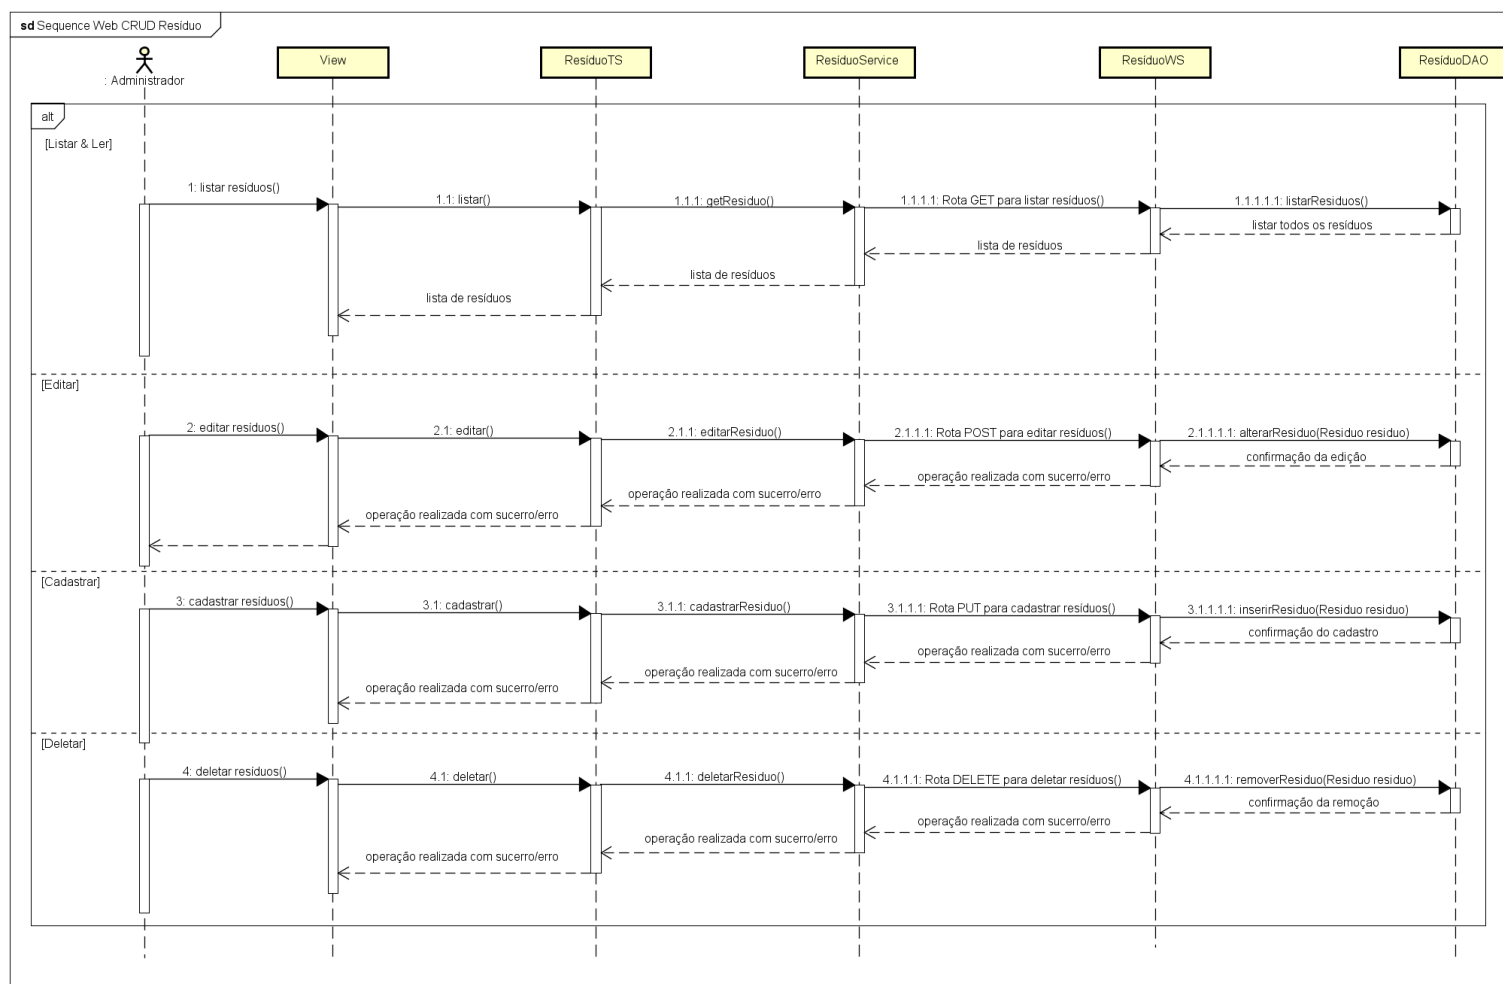 sd Sequence Web CRUD Resíduo
: Administrador
View
ResíduoTS
ResíduoService
ResíduoWS
ResíduoDAO
alt
[Listar & Ler]
1: listar resíduos()
1.1: listar()
1.1.1: getResiduo()
1.1.1.1: Rota GET para listar resíduos()
1.1.1.1.1: listarResiduos()
listar todos os resíduos
lista de resíduos
lista de resíduos
lista de resíduos
[Editar]
2: editar resíduos()
2.1: editar()
2.1.1: editarResiduo()
2.1.1.1: Rota POST para editar resíduos()
2.1.1.1.1: alterarResiduo(Residuo residuo)
confirmação da edição
operação realizada com sucerro/erro
operação realizada com sucerro/erro
operação realizada com sucerro/erro
[Cadastrar]
3: cadastrar resíduos()
3.1: cadastrar()
3.1.1: cadastrarResiduo()
3.1.1.1: Rota PUT para cadastrar resíduos()
3.1.1.1.1: inserirResiduo(Residuo residuo)
confirmação do cadastro
operação realizada com sucerro/erro
operação realizada com sucerro/erro
operação realizada com sucerro/erro
[Deletar]
4: deletar resíduos()
4.1: deletar()
4.1.1: deletarResiduo()
4.1.1.1: Rota DELETE para deletar resíduos()
4.1.1.1.1: removerResiduo(Residuo residuo)
confirmação da remoção
operação realizada com sucerro/erro
operação realizada com sucerro/erro
operação realizada com sucerro/erro